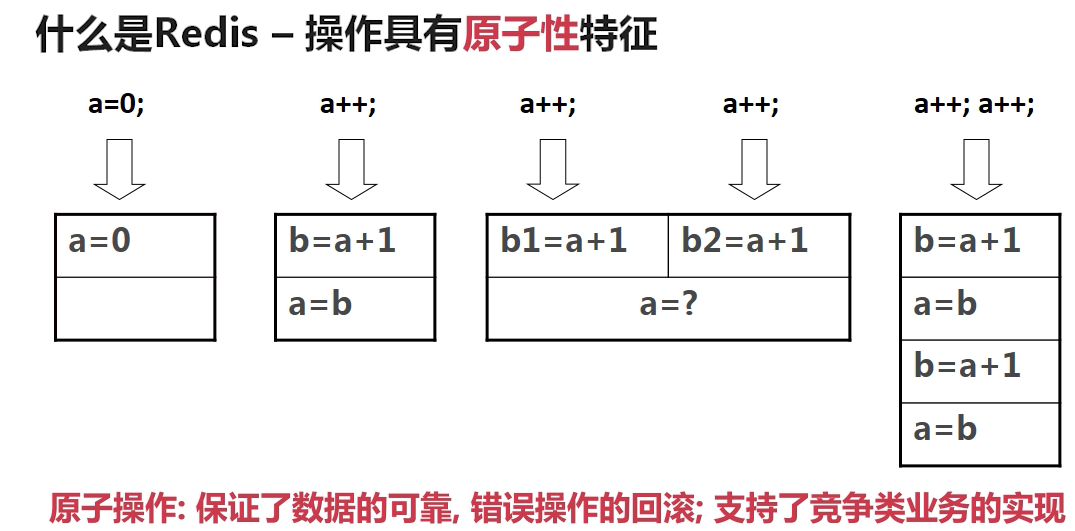 什么是Redis – 操作具有原子性特征
a=0; a++; a++; a++; a++; a++;
a=0 b=a+1 b1=a+1 b2=a+1 b=a+1
a=b a=? a=b
b=a+1
a=b
原子操作: 保证了数据的可靠, 错误操作的回滚; 支持了竞争类业务的实现